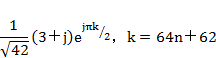 1/√42 (3+j)e^{jπk/2}, k = 64n+62